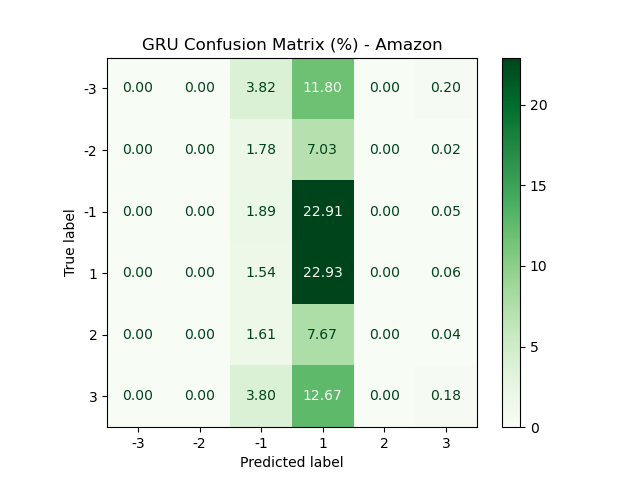 GRU Confusion Matrix (%) - Amazon
-3 0.00 0.00 3.82 11.80 0.00 0.20
-2 0.00 0.00 1.78 7.03 0.00 0.02
-1 0.00 0.00 1.89 22.91 0.00 0.05
1 0.00 0.00 1.54 22.93 0.00 0.06
2 0.00 0.00 1.61 7.67 0.00 0.04
3 0.00 0.00 3.80 12.67 0.00 0.18
-3 -2 -1 1 2 3
Predicted label
True label
20
15
10
5
0